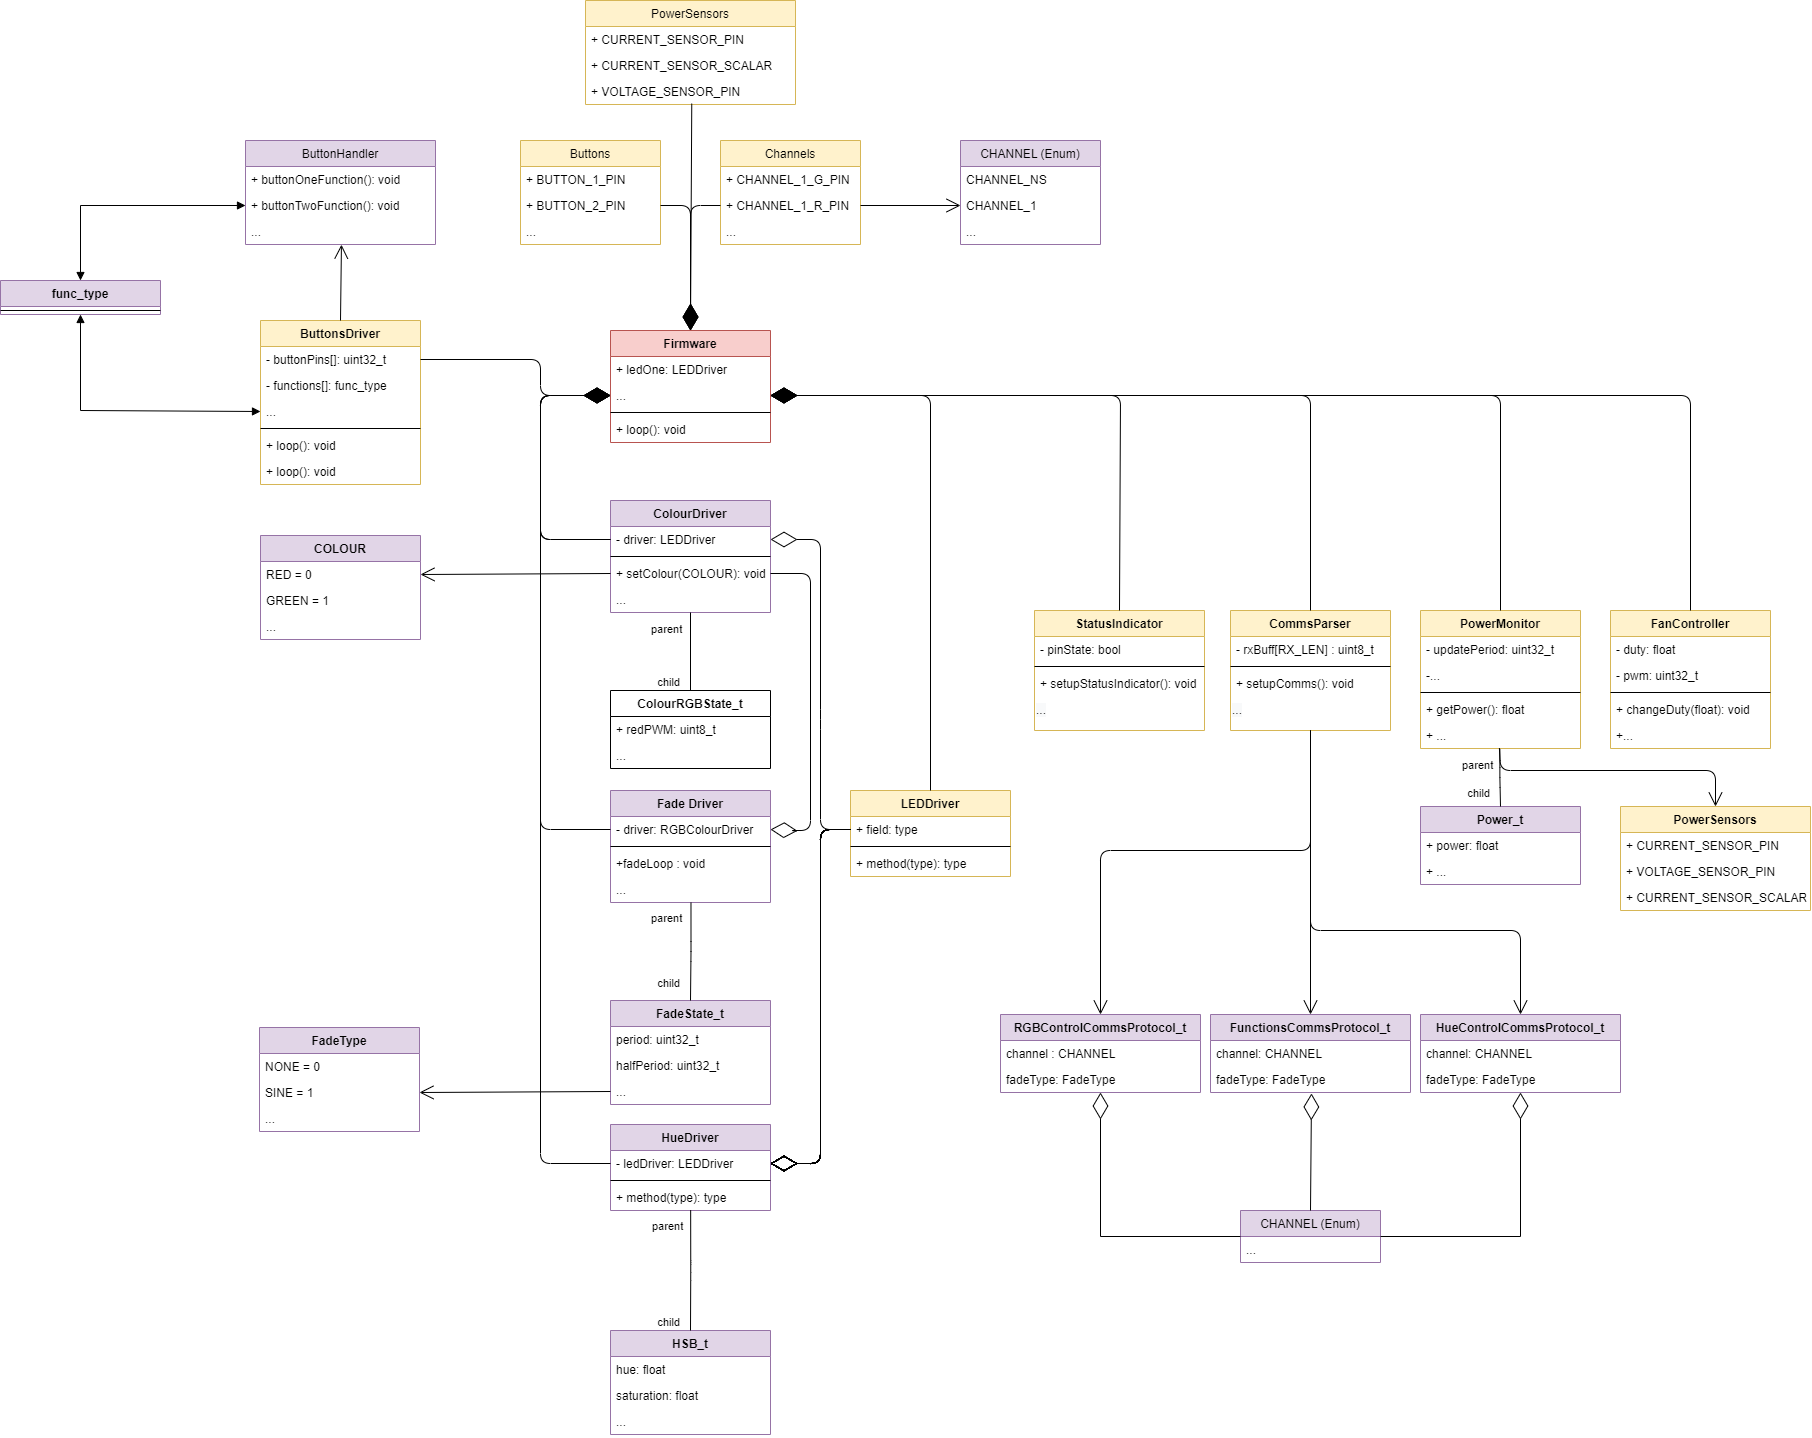 PowerSensors
+ CURRENT_SENSOR_PIN
+ CURRENT_SENSOR_SCALAR
+ VOLTAGE_SENSOR_PIN
ButtonHandler
+ buttonOneFunction(): void
+ buttonTwoFunction(): void
...
Buttons
+ BUTTON_1_PIN
+ BUTTON_2_PIN
...
Channels
+ CHANNEL_1_G_PIN
+ CHANNEL_1_R_PIN
...
CHANNEL (Enum)
CHANNEL_NS
CHANNEL_1
...
func_type
ButtonsDriver
- buttonPins[]: uint32_t
- functions[]: func_type
...
+ loop(): void
+ loop(): void
Firmware
+ ledOne: LEDDriver
...
+ loop(): void
ColourDriver
- driver: LEDDriver
+ setColour(COLOUR): void
...
COLOUR
RED = 0
GREEN = 1
...
parent
child
ColourRGBState_t
+ redPWM: uint8_t
...
StatusIndicator
- pinState: bool
+ setupStatusIndicator(): void
...
CommsParser
- rxBuff[RX_LEN] : uint8_t
+ setupComms(): void
...
PowerMonitor
- updatePeriod: uint32_t
-...
+ getPower(): float
+ ...
FanController
- duty: float
- pwm: uint32_t
+ changeDuty(float): void
+...
parent
child
Power_t
+ power: float
+ ...
PowerSensors
+ CURRENT_SENSOR_PIN
+ VOLTAGE_SENSOR_PIN
+ CURRENT_SENSOR_SCALAR
Fade Driver
- driver: RGBColourDriver
+fadeLoop : void
...
LEDDriver
+ field: type
+ method(type): type
parent
child
FadeState_t
period: uint32_t
halfPeriod: uint32_t
...
FadeType
NONE = 0
SINE = 1
...
RGBControlCommsProtocol_t
channel : CHANNEL
fadeType: FadeType
FunctionsCommsProtocol_t
channel: CHANNEL
fadeType: FadeType
HueControlCommsProtocol_t
channel: CHANNEL
fadeType: FadeType
HueDriver
- ledDriver: LEDDriver
+ method(type): type
parent
child
CHANNEL (Enum)
...
HSB_t
hue: float
saturation: float
...